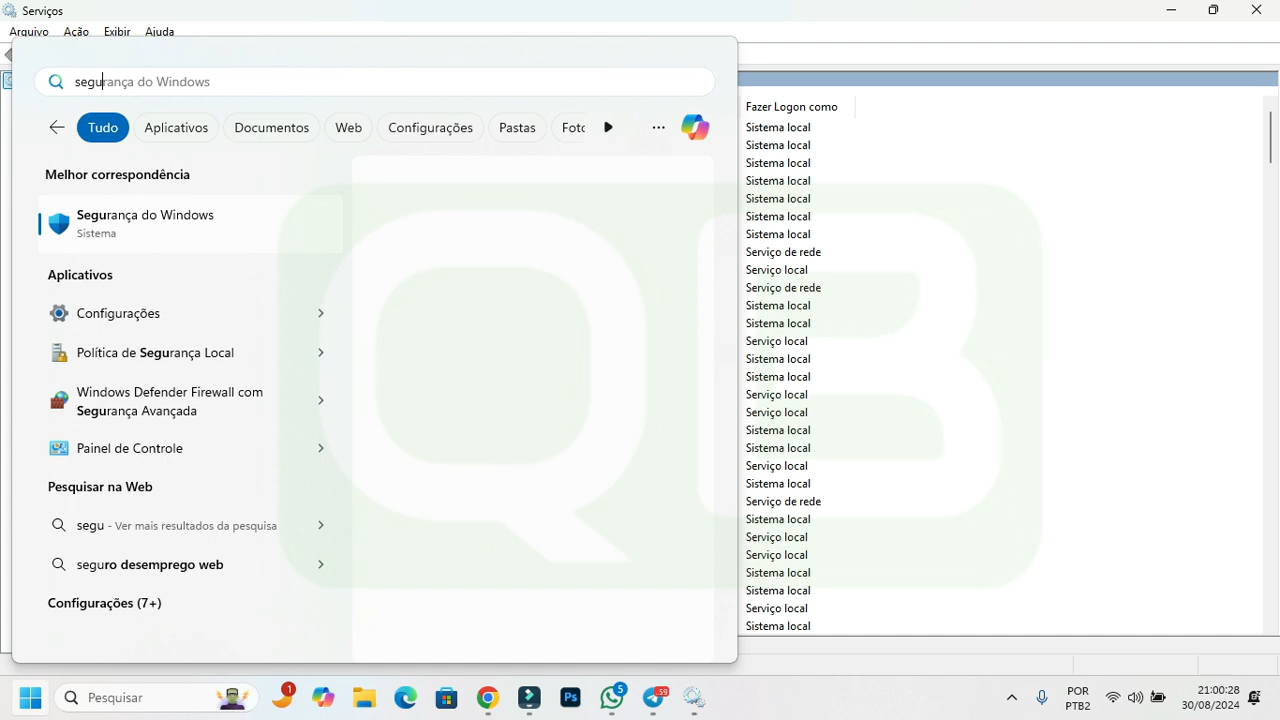 Serviços
Arquivo Ação Exibir Ajuda
segurança do Windows
Tudo Aplicativos Documentos Web Configurações Pastas
Melhor correspondência
Segurança do Windows
Sistema
Aplicativos
Configurações
Política de Segurança Local
Windows Defender Firewall com
Segurança Avançada
Painel de Controle
Pesquisar na Web
segu - Ver mais resultados da pesquisa
seguro desemprego web
Configurações (7+)
Fazer Logon como
Sistema local
Sistema local
Sistema local
Sistema local
Sistema local
Sistema local
Sistema local
Serviço de rede
Serviço local
Serviço de rede
Sistema local
Sistema local
Serviço local
Sistema local
Sistema local
Serviço local
Serviço local
Sistema local
Sistema local
Serviço local
Sistema local
Serviço de rede
Sistema local
Serviço local
Serviço local
Sistema local
Sistema local
Serviço local
Sistema local
QB
Pesquisar
1
Ps
5
59
POR
PTB2
21:00:28
30/08/2024